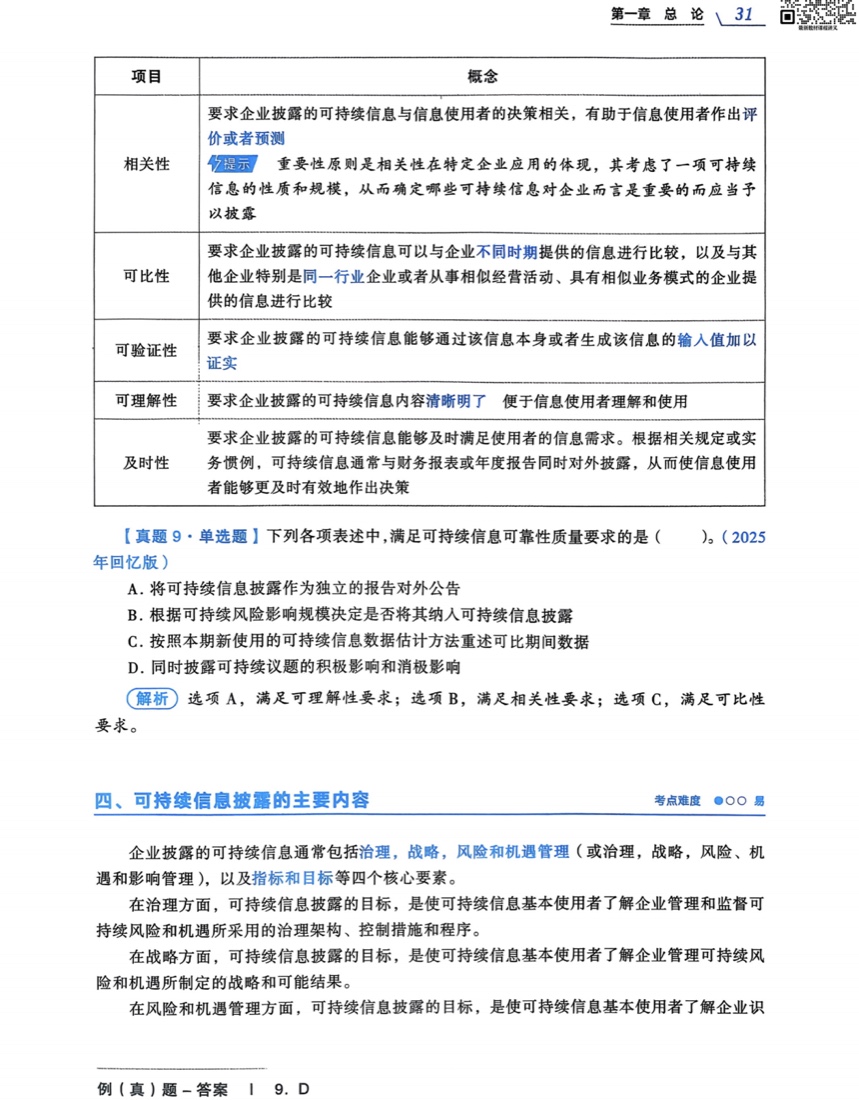 第一章 总 论 31
最新教材课程讲义
项目 概念
相关性 要求企业披露的可持续信息与信息使用者的决策相关，有助于信息使用者作出评
价或者预测
提示 重要性原则是相关性在特定企业应用的体现，其考虑了一项可持续
信息的性质和规模，从而确定哪些可持续信息对企业而言是重要的而应当予
以披露
可比性 要求企业披露的可持续信息可以与企业不同时期提供的信息进行比较，以及与其
他企业特别是同一行业企业或者从事相似经营活动、具有相似业务模式的企业提
供的信息进行比较
可验证性 要求企业披露的可持续信息能够通过该信息本身或者生成该信息的输入值加以
证实
可理解性 要求企业披露的可持续信息内容清晰明了 便于信息使用者理解和使用
及时性 要求企业披露的可持续信息能够及时满足使用者的信息需求。根据相关规定或实
务惯例，可持续信息通常与财务报表或年度报告同时对外披露，从而使信息使用
者能够更及时有效地作出决策
【真题 9·单选题】下列各项表述中,满足可持续信息可靠性质量要求的是（ ）。（2025
年回忆版）
A. 将可持续信息披露作为独立的报告对外公告
B. 根据可持续风险影响规模决定是否将其纳入可持续信息披露
C. 按照本期新使用的可持续信息数据估计方法重述可比期间数据
D. 同时披露可持续议题的积极影响和消极影响
解析 选项 A，满足可理解性要求；选项 B，满足相关性要求；选项 C，满足可比性
要求。
四、可持续信息披露的主要内容 考点难度 ●○○ 易
企业披露的可持续信息通常包括治理，战略，风险和机遇管理（或治理，战略，风险、机
遇和影响管理），以及指标和目标等四个核心要素。
在治理方面，可持续信息披露的目标，是使可持续信息基本使用者了解企业管理和监督可
持续风险和机遇所采用的治理架构、控制措施和程序。
在战略方面，可持续信息披露的目标，是使可持续信息基本使用者了解企业管理可持续风
险和机遇所制定的战略和可能结果。
在风险和机遇管理方面，可持续信息披露的目标，是使可持续信息基本使用者了解企业识
例（真）题－答案 | 9. D